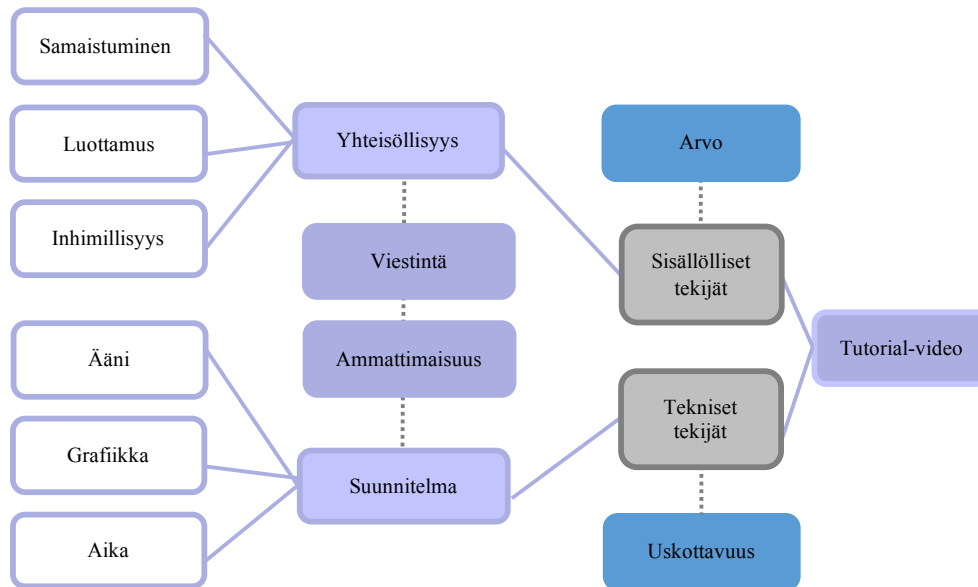 Samaistuminen
Luottamus
Inhimillisyys
Ääni
Grafiikka
Aika
Yhteisöllisyys
Viestintä
Ammattimaisuus
Suunnitelma
Arvo
Sisällölliset
tekijät
Tekniset
tekijät
Uskottavuus
Tutorial-video